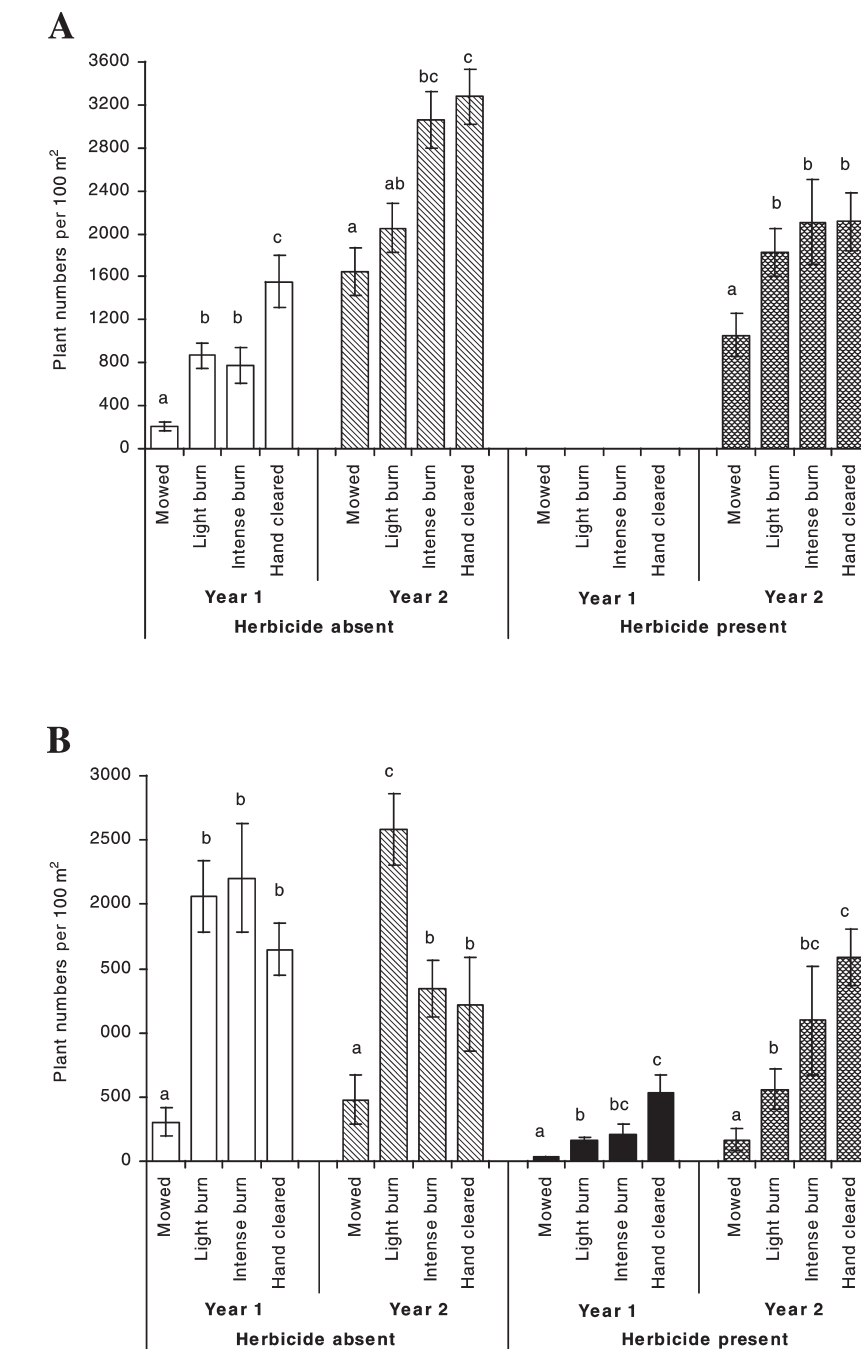 A
Plant numbers per 100 m2
3600
3200
2800
2400
2000
1600
1200
800
400
0
a
b
b
c
a
ab
bc
c
a
b
b
b
Mowed
Light burn
Intense burn
Hand cleared
Mowed
Light burn
Intense burn
Hand cleared
Mowed
Light burn
Intense burn
Hand cleared
Mowed
Light burn
Intense burn
Hand cleared
Year 1 Year 2 Year 1 Year 2
Herbicide absent Herbicide present
B
Plant numbers per 100 m2
3000
2500
2000
500
000
500
0
a
b
b
b
a
c
b
b
a
b
bc
c
a
b
bc
c
Mowed
Light burn
Intense burn
Hand cleared
Mowed
Light burn
Intense burn
Hand cleared
Mowed
Light burn
Intense burn
Hand cleared
Mowed
Light burn
Intense burn
Hand cleared
Year 1 Year 2 Year 1 Year 2
Herbicide absent Herbicide present